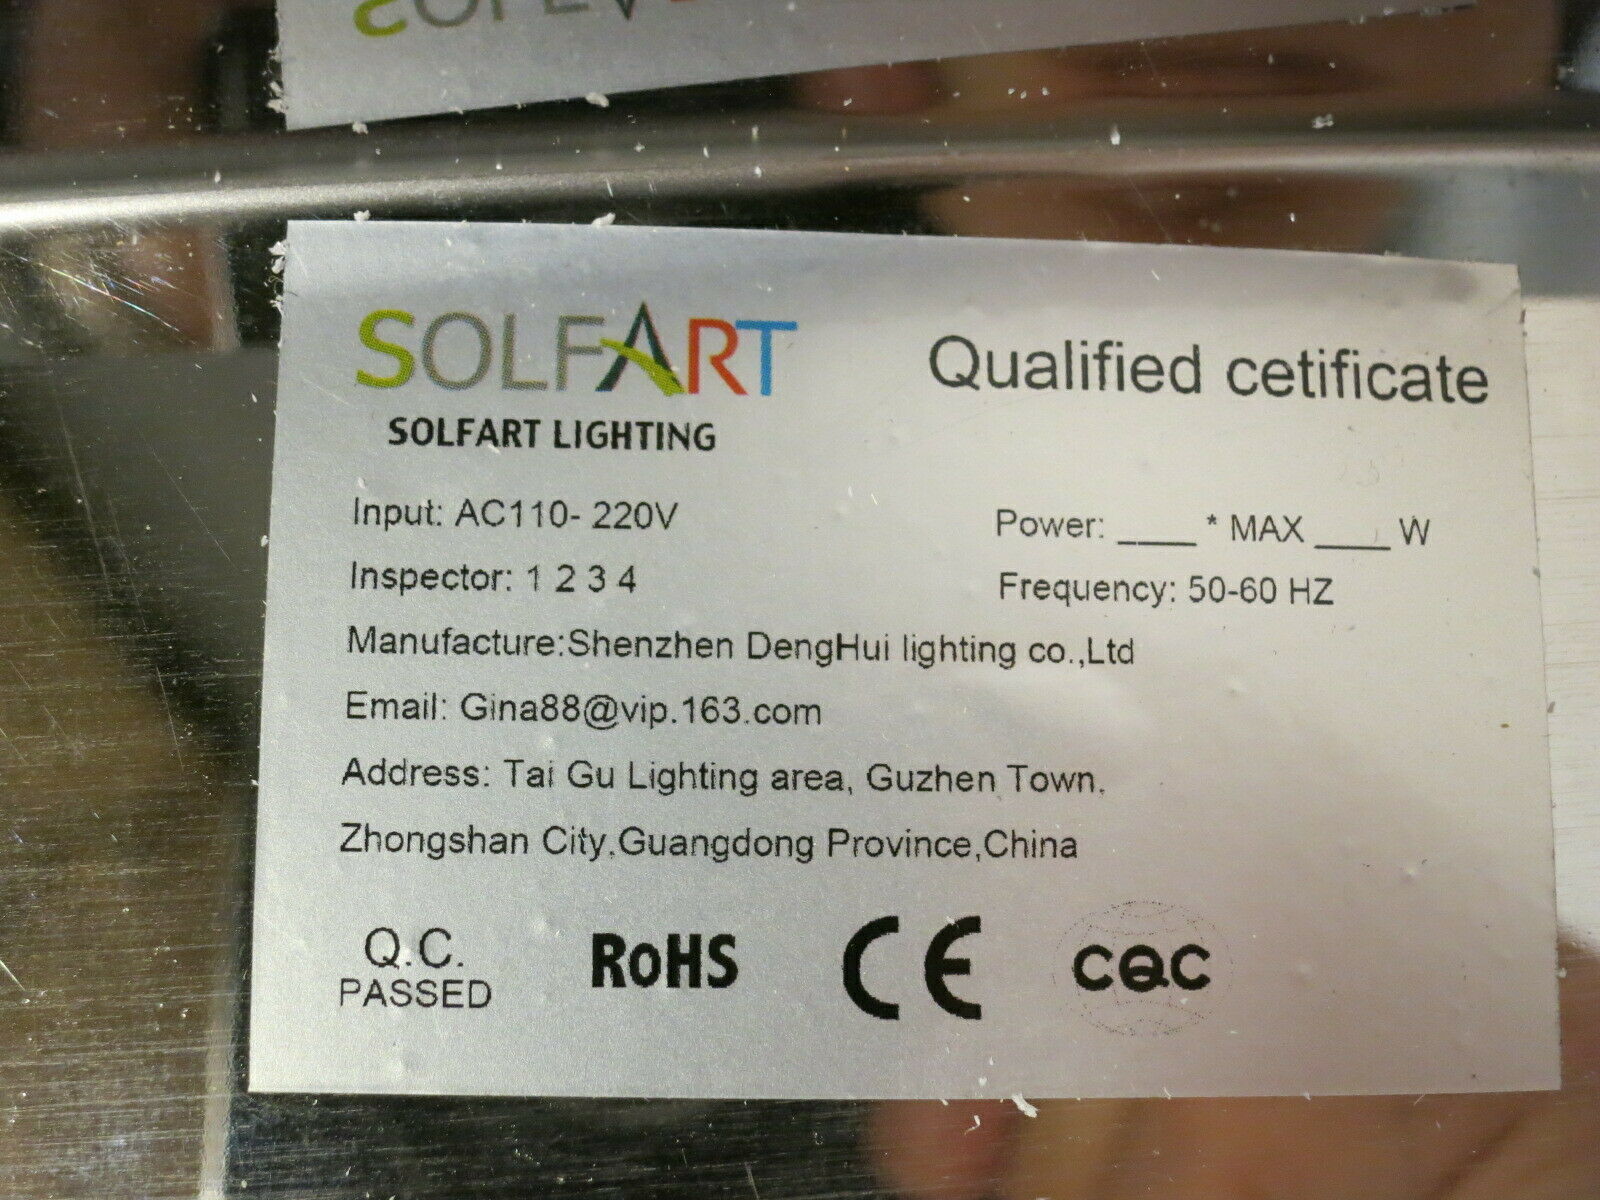 SOLFART
SOLFART LIGHTING
Qualified cetificate
Input: AC110- 220V
Power: ____ * MAX ____ W
Inspector: 1 2 3 4
Frequency: 50-60 HZ
Manufacture:Shenzhen DengHui lighting co.,Ltd
Email: Gina88@vip.163.com
Address: Tai Gu Lighting area, Guzhen Town,
Zhongshan City,Guangdong Province,China
Q.C.
PASSED
RoHS
CE
CQC